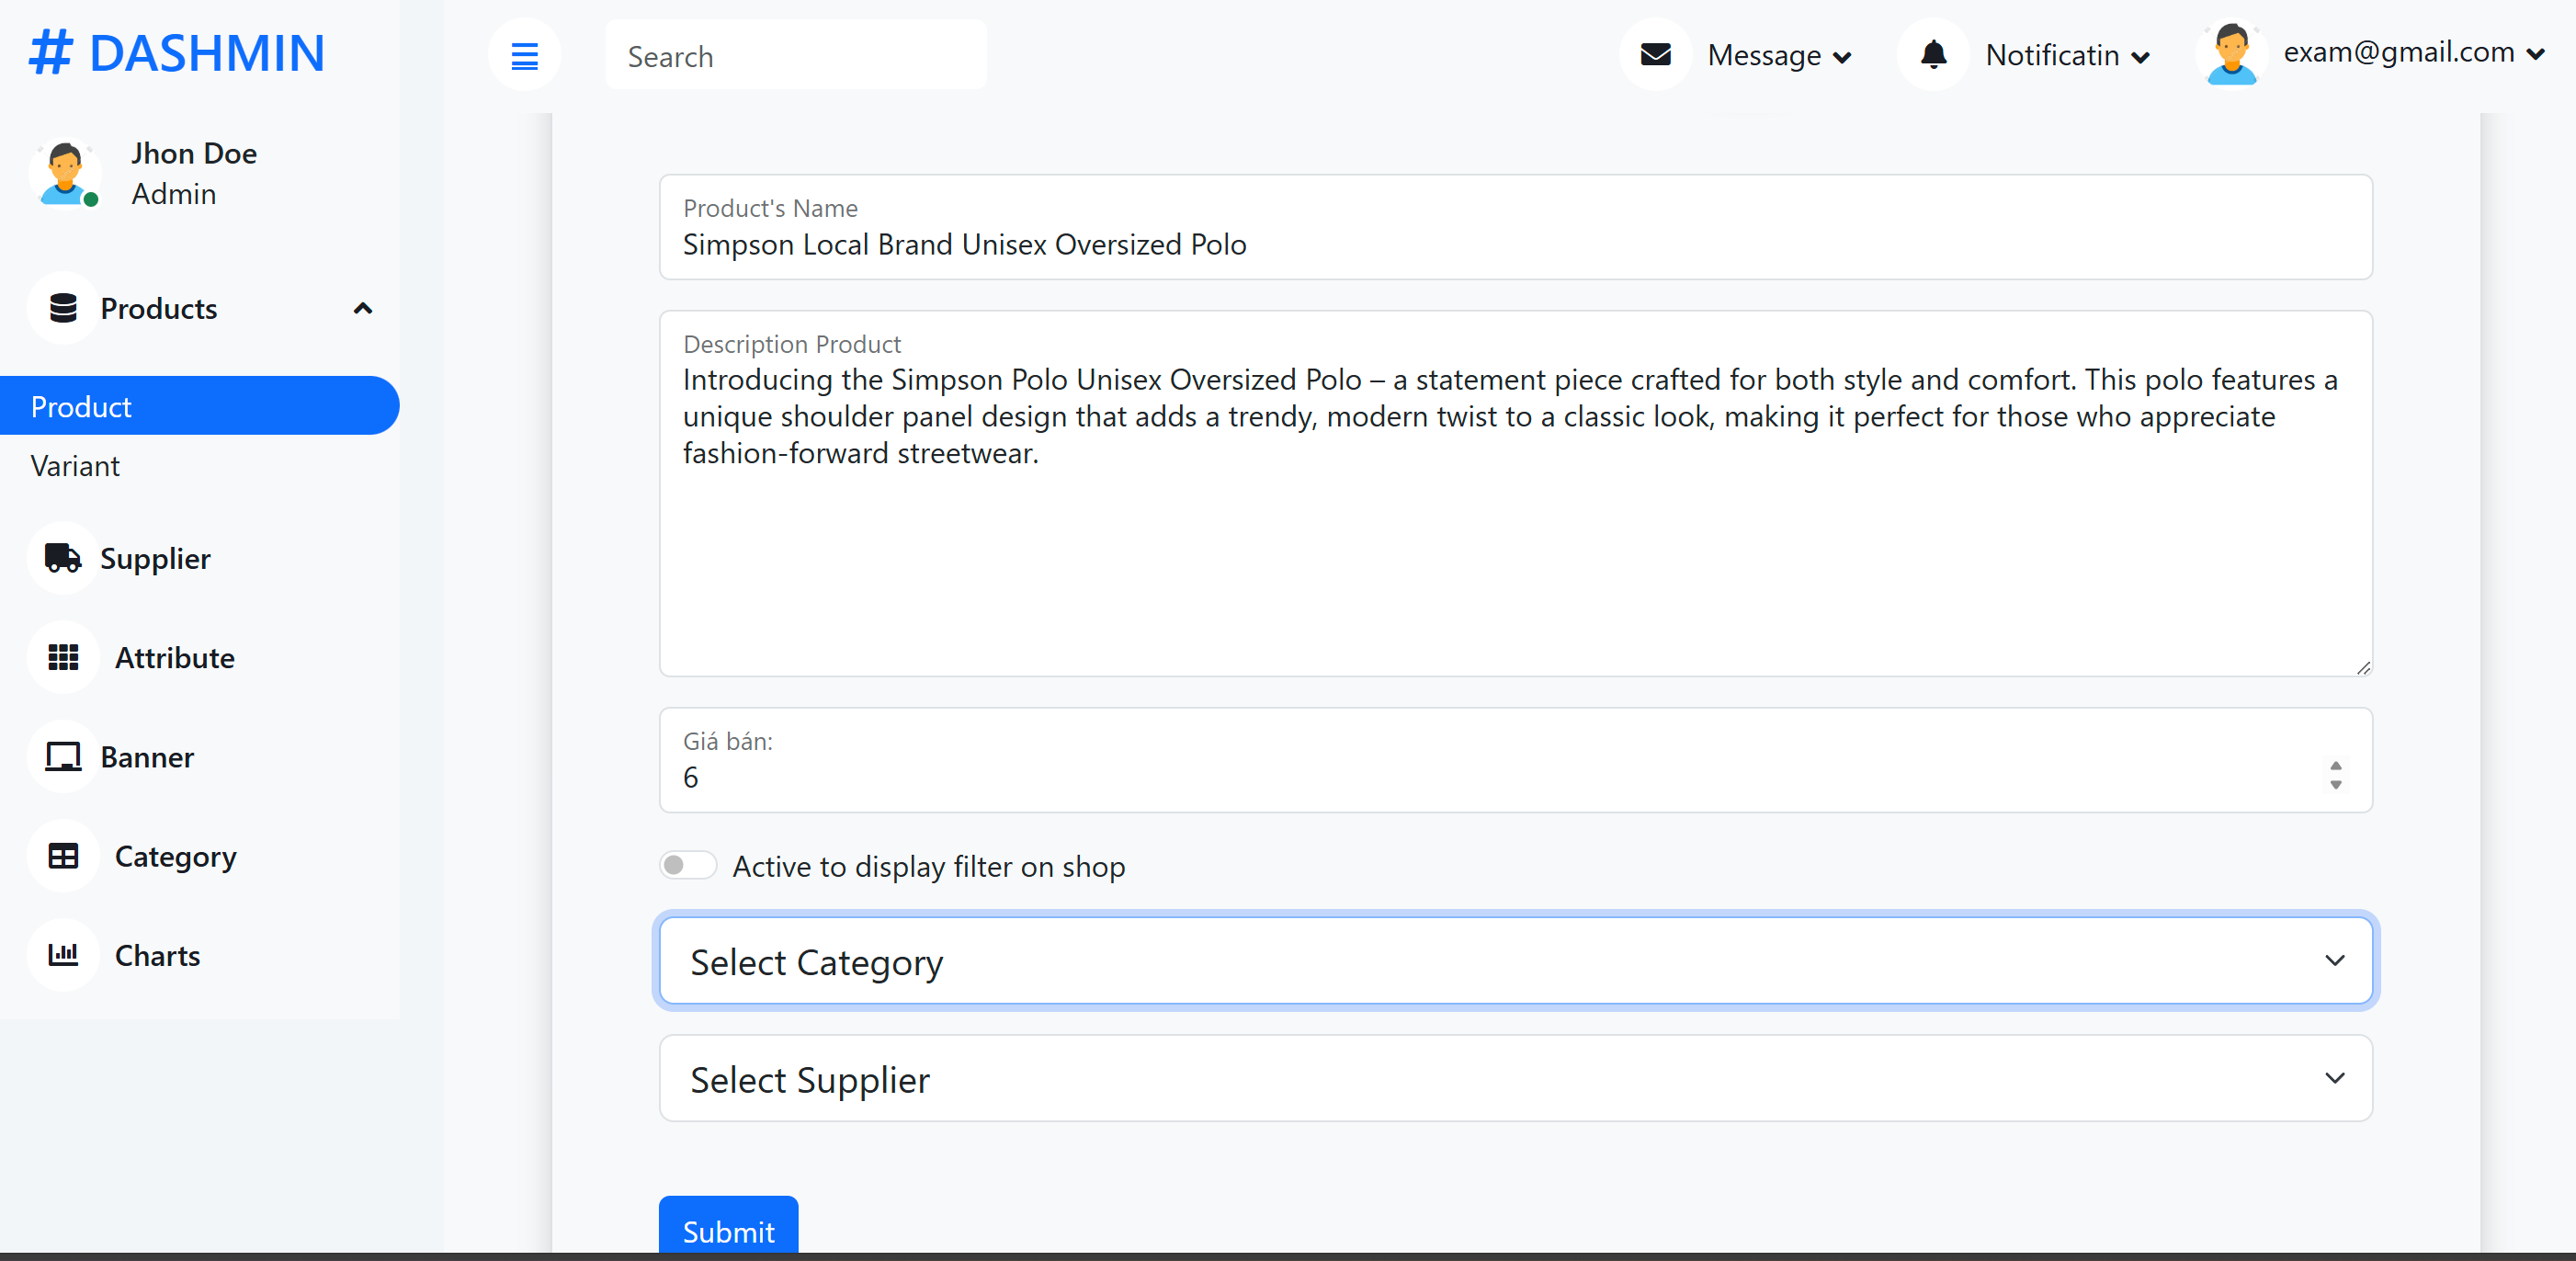 # DASHMIN
Search
Message
Notificatin
exam@gmail.com
Jhon Doe
Admin
Products
Product
Variant
Supplier
Attribute
Banner
Category
Charts
Product's Name
Simpson Local Brand Unisex Oversized Polo
Description Product
Introducing the Simpson Polo Unisex Oversized Polo – a statement piece crafted for both style and comfort. This polo features a
unique shoulder panel design that adds a trendy, modern twist to a classic look, making it perfect for those who appreciate
fashion-forward streetwear.
Giá bán:
6
Active to display filter on shop
Select Category
Select Supplier
Submit